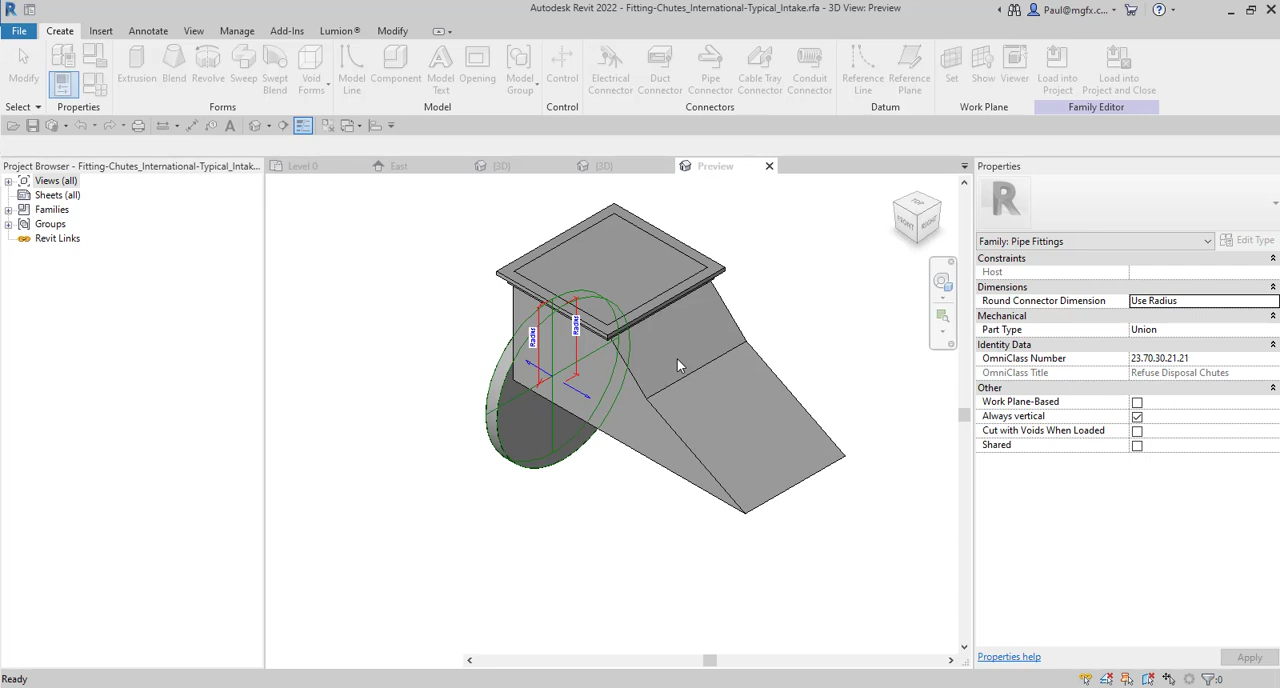 Autodesk Revit 2022 - Fitting-Chutes_International-Typical_Intake.rfa - 3D View: Preview
Paul@mgfx.c...
File Create Insert Annotate View Manage Add-Ins Lumion® Modify
Modify
Extrusion Blend Revolve Sweep Swept Blend Void Forms
Model Line Component Model Text Opening Model Group
Control
Electrical Connector Duct Connector Pipe Connector Cable Tray Connector Conduit Connector
Reference Line Reference Plane
Set Show Viewer
Load into Project Load into Project and Close
Select Properties Forms Model Control Connectors Datum Work Plane Family Editor
Project Browser - Fitting-Chutes_International-Typical_Intak...
Views (all)
Sheets (all)
Families
Groups
Revit Links
Level 0 East {3D} {3D} Preview
TOP
FRONT RIGHT
Radius
Radius
Properties
R
Family: Pipe Fittings Edit Type
Constraints
Host
Dimensions
Round Connector Dimension Use Radius
Mechanical
Part Type Union
Identity Data
OmniClass Number 23.70.30.21.21
OmniClass Title Refuse Disposal Chutes
Other
Work Plane-Based
Always vertical
Cut with Voids When Loaded
Shared
Properties help Apply
Ready
:0